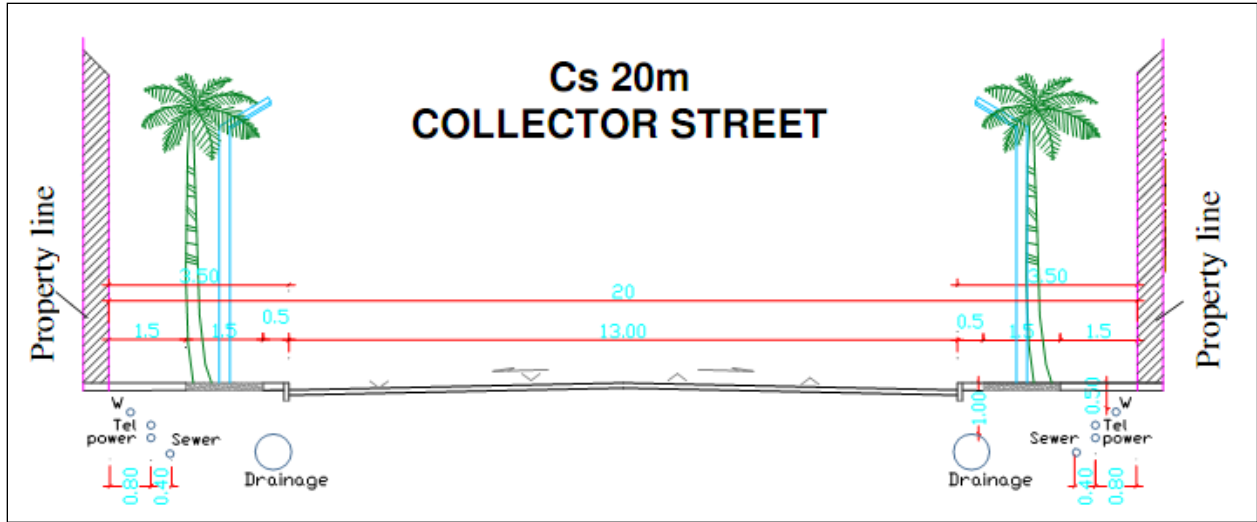 Cs 20m
COLLECTOR STREET
Property line
Property line
3.50
3.50
20
1.5
1.5
0.5
13.00
0.5
1.5
1.5
W
Tel
power
Sewer
Drainage
0.80
0.40
1.00
0.50
W
Tel
power
Sewer
Drainage
0.40
0.80